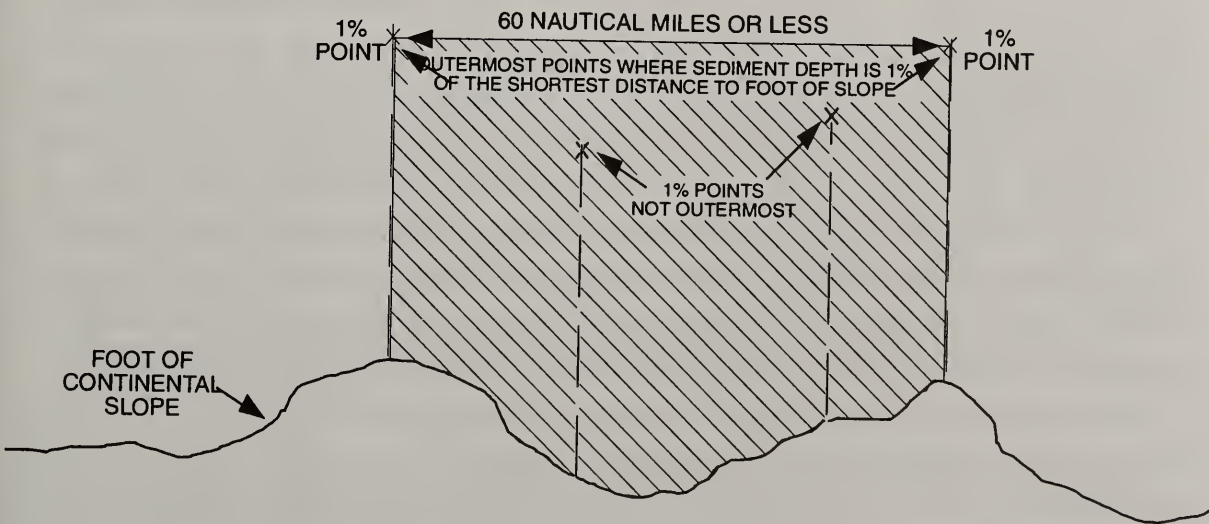 60 NAUTICAL MILES OR LESS
1%
POINT
1%
POINT
OUTERMOST POINTS WHERE SEDIMENT DEPTH IS 1%
OF THE SHORTEST DISTANCE TO FOOT OF SLOPE
1% POINTS
NOT OUTERMOST
FOOT OF
CONTINENTAL
SLOPE